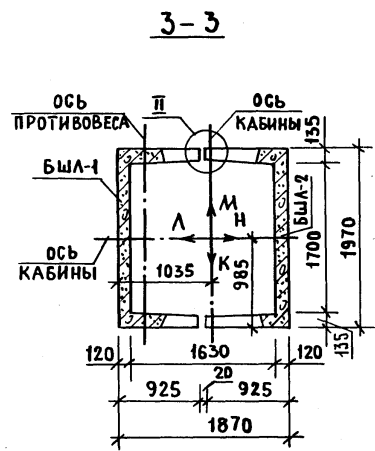 3-3
ОСЬ
ПРОТИВОВЕСА
II
ОСЬ
КАБИНЫ
135
БШЛ-1
БШЛ-2
М
Л
Н
К
ОСЬ
КАБИНЫ
1035
985
1700
1970
135
120
1630
120
20
925
925
1870